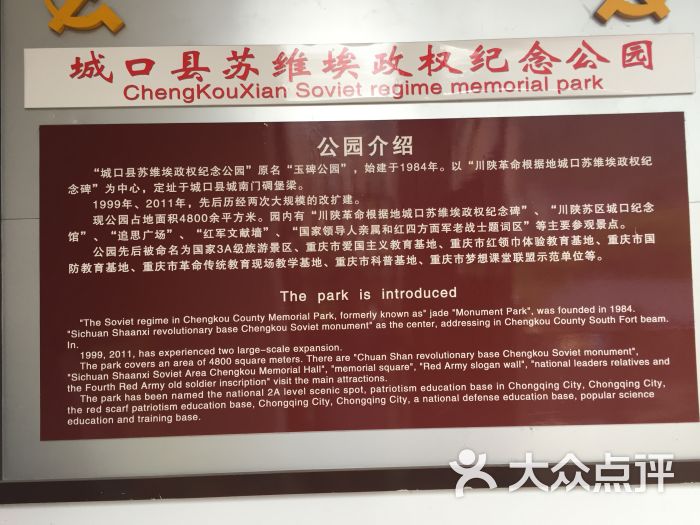 城口县苏维埃政权纪念公园
ChengKouXian Soviet regime memorial park
公园介绍
“城口县苏维埃政权纪念公园”原名“玉碑公园”，始建于1984年。以“川陕革命根据地城口苏维埃政权纪
念碑”为中心，定址于城口县城南门碉堡梁。
1999年、2011年，先后历经两次大规模的改扩建。
现公园占地面积4800余平方米。园内有“川陕革命根据地城口苏维埃政权纪念碑”、“川陕苏区城口纪念
馆”、“追思广场”、“红军文献墙”、“国家领导人亲属和红四方面军老战士题词区”等主要参观景点。
公园先后被命名为国家3A级旅游景区、重庆市爱国主义教育基地、重庆市红领巾体验教育基地、重庆市国
防教育基地、重庆市革命传统教育现场教学基地、重庆市科普基地、重庆市梦想课堂联盟示范单位等。
The park is introduced
"The Soviet regime in Chengkou County Memorial Park, formerly known as" jade "Monument Park", was founded in 1984.
"Sichuan Shaanxi revolutionary base Chengkou Soviet monument" as the center, addressing in Chengkou County South Fort beam.
In.
1999, 2011, has experienced two large-scale expansion.
The park covers an area of 4800 square meters. There are "Chuan Shan revolutionary base Chengkou Soviet monument",
"Sichuan Shaanxi Soviet Area Chengkou Memorial Hall", "memorial square", "Red Army slogan wall", "national leaders relatives and
the Fourth Red Army old soldier inscription" visit the main attractions.
The park has been named the national 2A level scenic spot, patriotism education base in Chongqing City, Chongqing City,
the red scarf patriotism education base, Chongqing City, Chongqing City, a national defense education base, popular science
education and training base.
大众点评